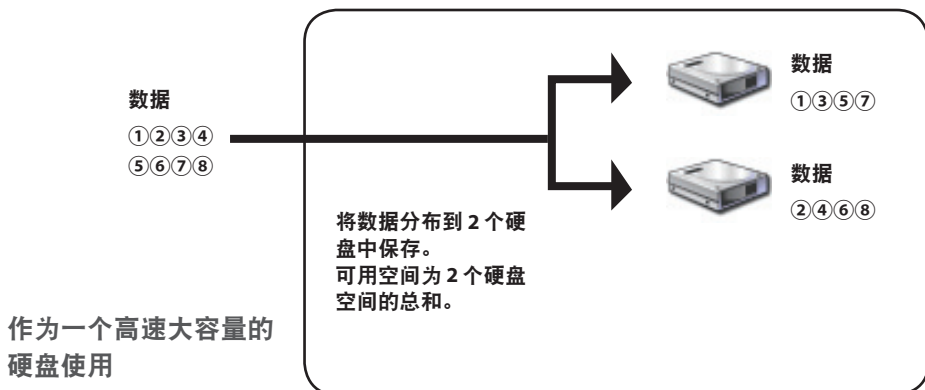 数据
①②③④
⑤⑥⑦⑧
数据
①③⑤⑦
数据
②④⑥⑧
将数据分布到 2 个硬
盘中保存。
可用空间为 2 个硬盘
空间的总和。
作为一个高速大容量的
硬盘使用